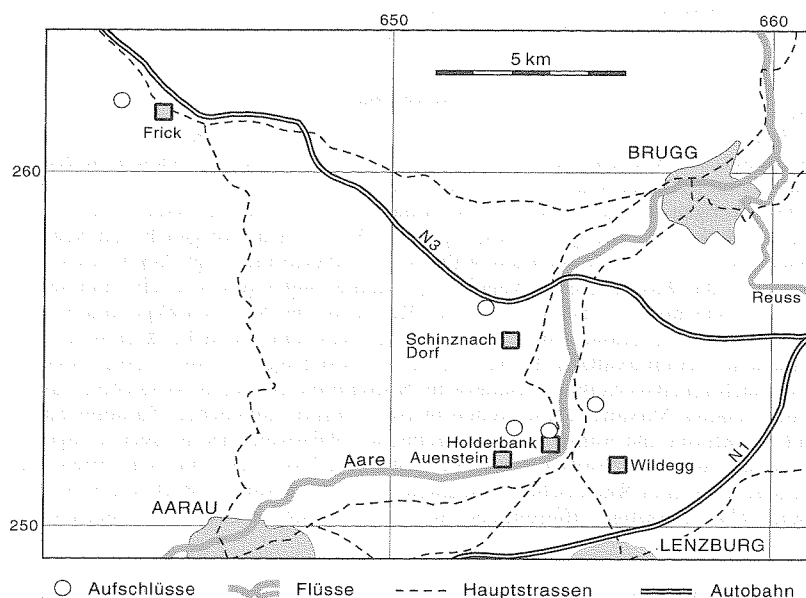 650
660
5 km
Frick
BRUGG
260
N3
Reuss
Schinznach
Dorf
Holderbank
Auenstein
Wildegg
Aare
N1
AARAU
250
LENZBURG
Aufschlüsse
Flüsse
Hauptstrassen
Autobahn